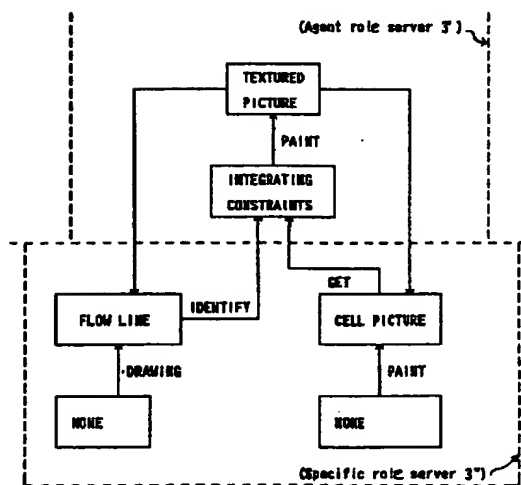 (Agent role server 3')
TEXTURED
PICTURE
PAINT
INTEGRATING
CONSTRAINTS
GET
IDENTIFY
FLOW LINE
CELL PICTURE
DRAWING
PAINT
NONE
NONE
(Specific role server 3")